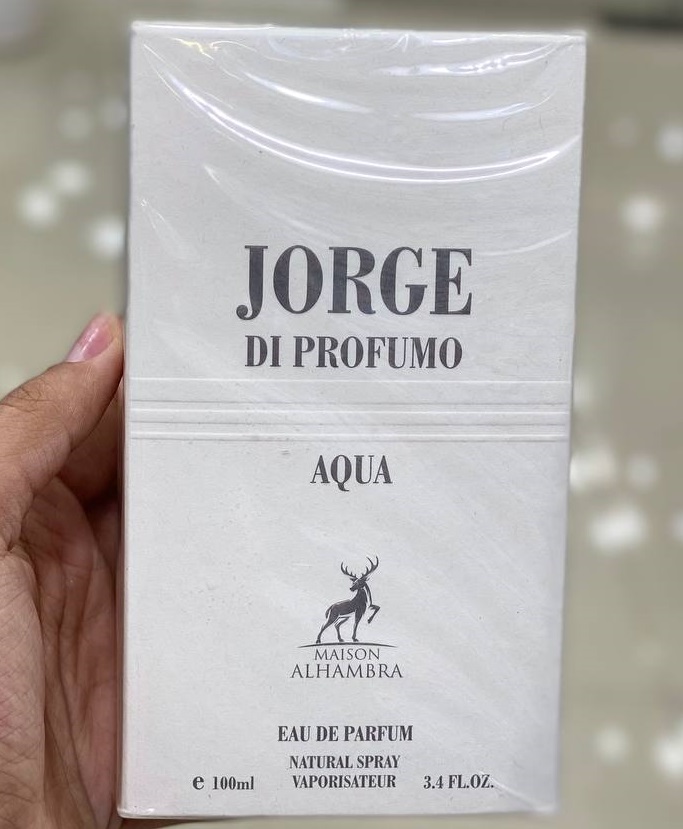 JORGE
DI PROFUMO
AQUA
MAISON
ALHAMBRA
EAU DE PARFUM
NATURAL SPRAY
e 100ml VAPORISATEUR 3.4 FL.OZ.